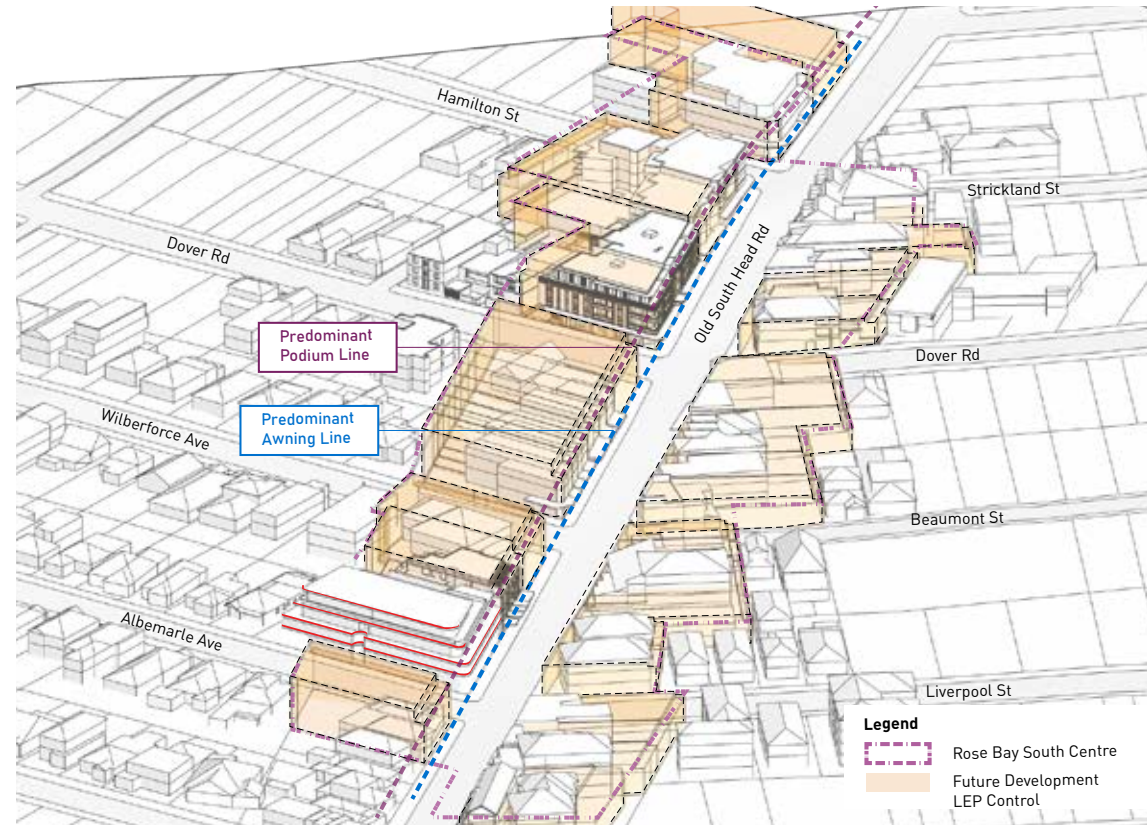 Hamilton St
Strickland St
Dover Rd
Old South Head Rd
Predominant
Podium Line
Dover Rd
Predominant
Awning Line
Wilberforce Ave
Beaumont St
Albemarle Ave
Liverpool St
Legend
Rose Bay South Centre
Future Development
LEP Control